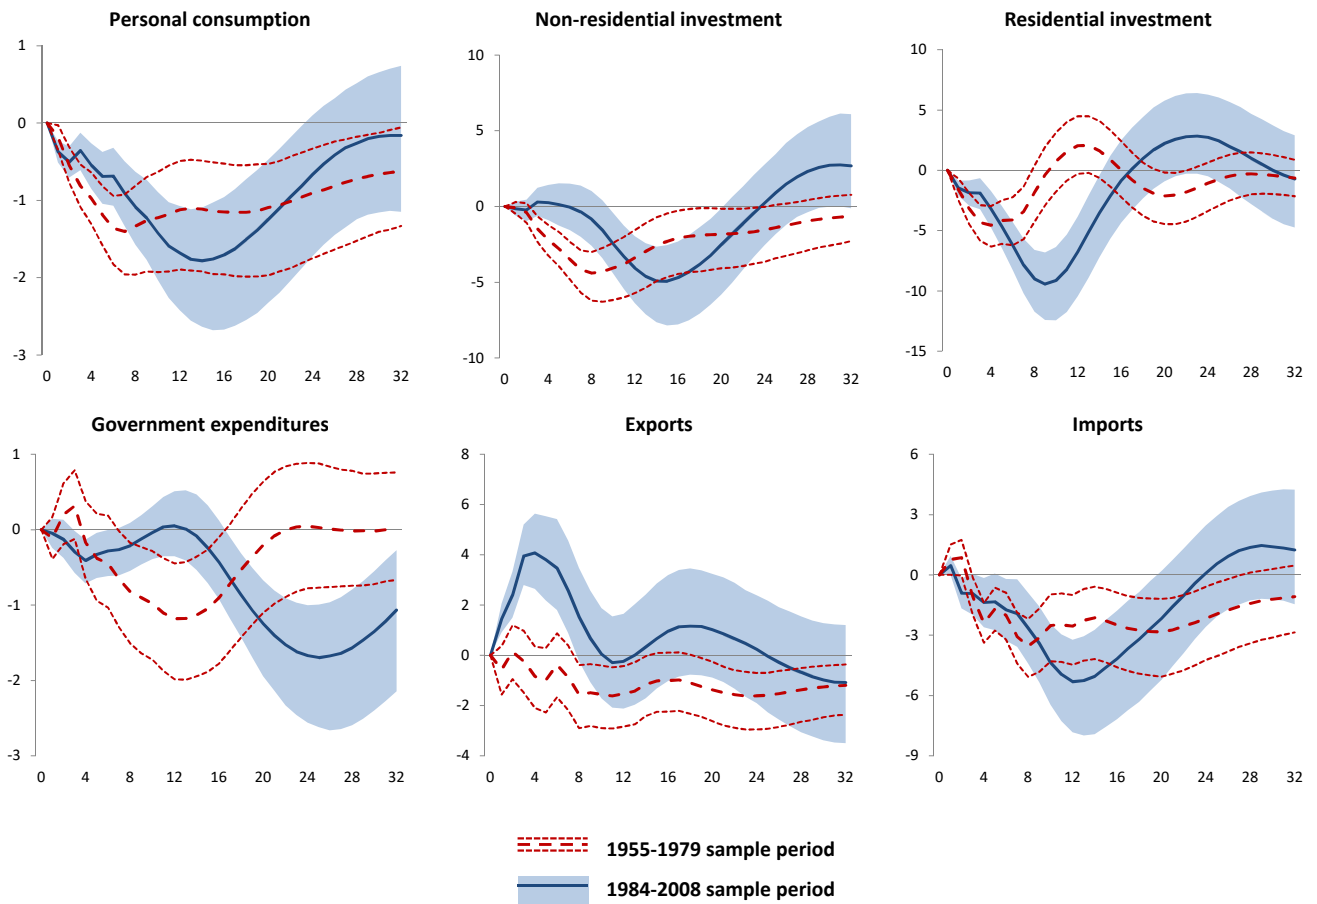 Personal consumption
1
0
-1
-2
-3
0 4 8 12 16 20 24 28 32
Non-residential investment
10
5
0
-5
-10
0 4 8 12 16 20 24 28 32
Residential investment
10
5
0
-5
-10
-15
0 4 8 12 16 20 24 28 32
Government expenditures
1
0
-1
-2
-3
0 4 8 12 16 20 24 28 32
Exports
8
6
4
2
0
-2
-4
0 4 8 12 16 20 24 28 32
Imports
6
3
0
-3
-6
-9
0 4 8 12 16 20 24 28 32
1955-1979 sample period
1984-2008 sample period